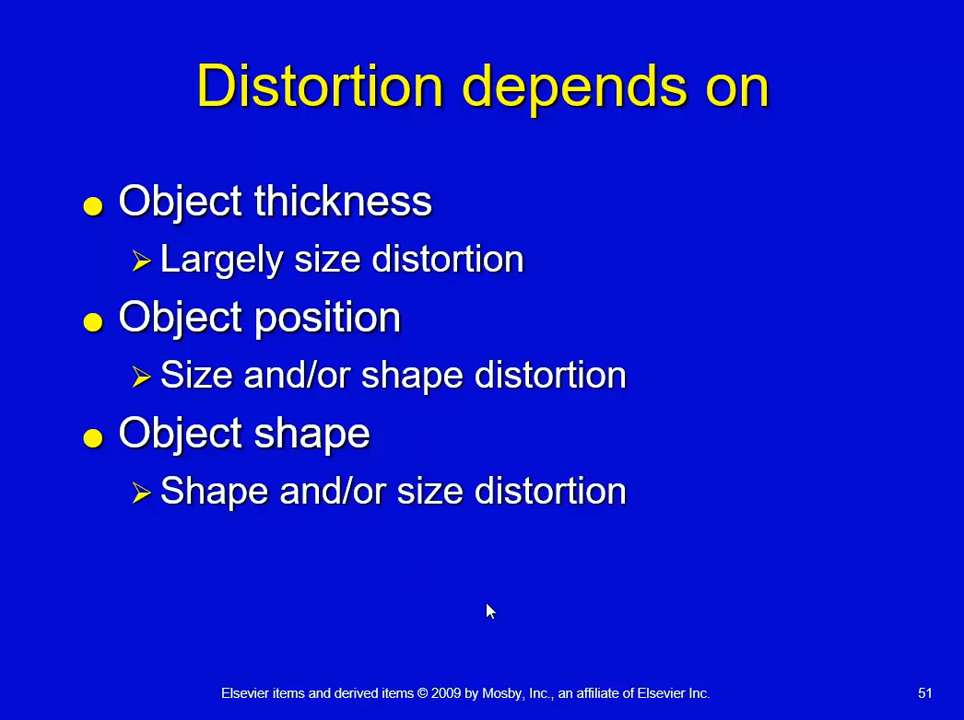 Distortion depends on
● Object thickness
➢ Largely size distortion
● Object position
➢ Size and/or shape distortion
● Object shape
➢ Shape and/or size distortion
Elsevier items and derived items © 2009 by Mosby, Inc., an affiliate of Elsevier Inc.
51